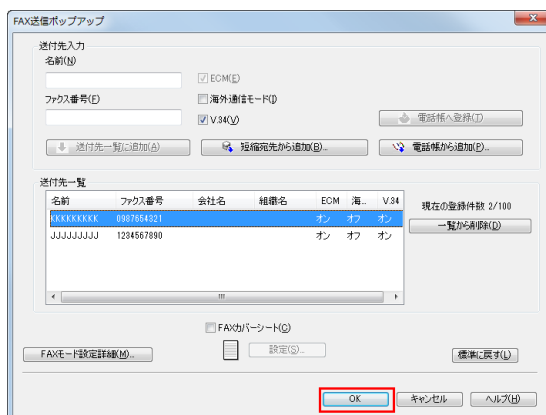 FAX送信ポップアップ
送付先入力
名前(N)
ECM(E)
ファクス番号(F)
海外通信モード(I)
V.34(V)
電話帳へ登録(T)
送付先一覧に追加(A)
短縮宛先から追加(B)...
電話帳から追加(P)...
送付先一覧
名前 ファクス番号 会社名 組織名 ECM 海... V.34
KKKKKKKKK 0987654321 オン オフ オン
JJJJJJJJJ 1234567890 オン オフ オン
現在の登録件数 2/100
一覧から削除(D)
FAXカバーシート(C)
FAXモード設定詳細(M)...
設定(S)...
標準に戻す(L)
OK キャンセル ヘルプ(H)